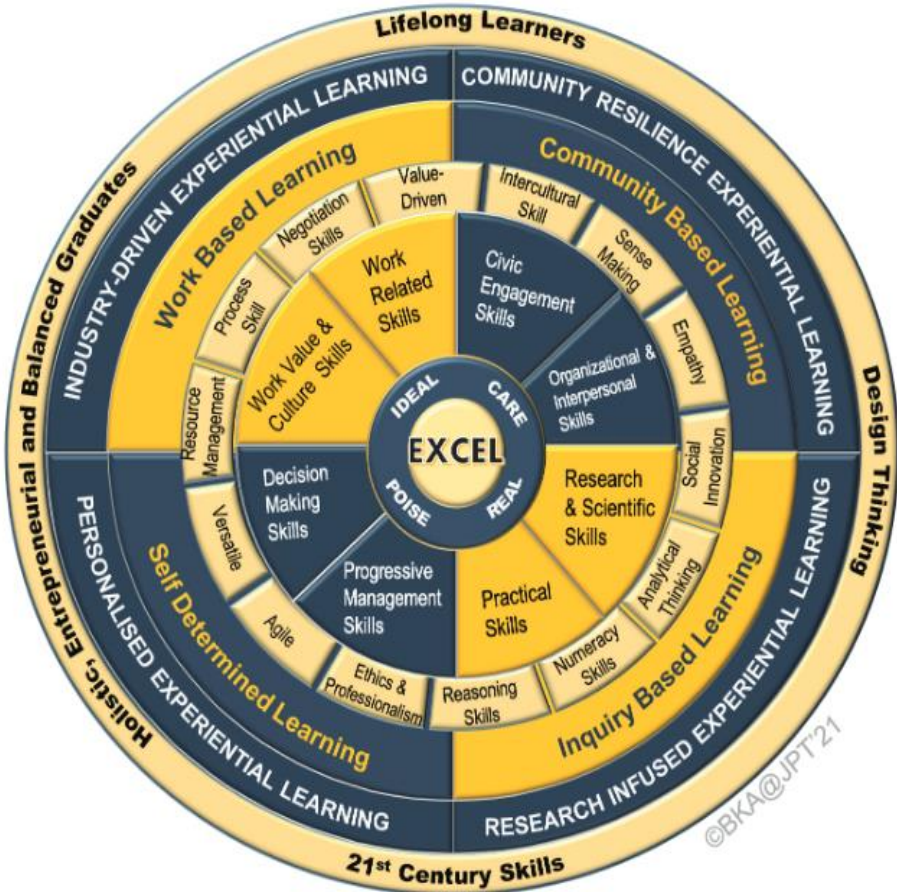 Lifelong Learners
Design Thinking
21st Century Skills
Holistic, Entrepreneurial and Balanced Graduates
INDUSTRY-DRIVEN EXPERIENTIAL LEARNING
COMMUNITY RESILIENCE EXPERIENTIAL LEARNING
RESEARCH INFUSED EXPERIENTIAL LEARNING
PERSONALISED EXPERIENTIAL LEARNING
Work Based Learning
Community Based Learning
Inquiry Based Learning
Self Determined Learning
Value-
Driven
Intercultural
Skill
Sense
Making
Empathy
Social
Innovation
Analytical
Thinking
Numeracy
Skills
Reasoning
Skills
Ethics &
Professionalism
Agile
Versatile
Resource
Management
Process
Skill
Negotiation
Skills
Work
Related
Skills
Civic
Engagement
Skills
Organizational &
Interpersonal
Skills
Research
& Scientific
Skills
Practical
Skills
Progressive
Management
Skills
Decision
Making
Skills
Work Value &
Culture Skills
IDEAL
CARE
REAL
POISE
EXCEL
©BKA@JPT'21